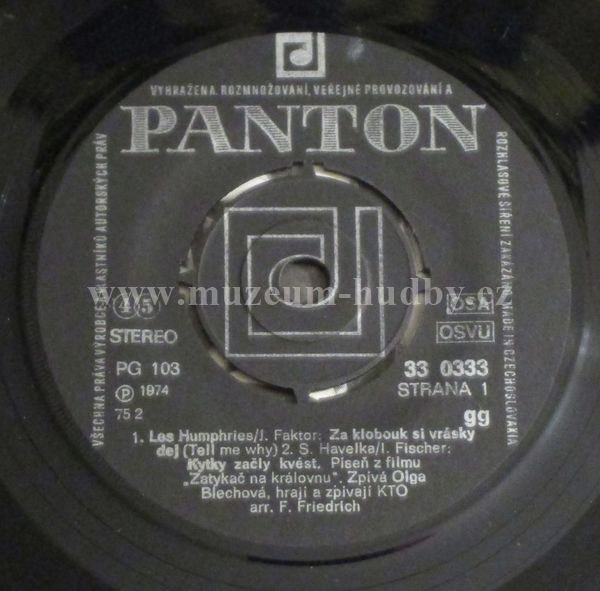 VYHRAŽENA. ROZMNOŽOVÁNÍ, VEŘEJNÉ PROVOZOVÁNÍ A
PANTON
VŠECHNA PRÁVA VÝROBCE A VLASTNÍKŮ AUTORSKÝCH PRÁV
ROZHLASOVÉ ŠÍŘENÍ ZAKÁZÁNO. MADE IN CZECHOSLOVAKIA
www.muzeum-hudby.cz
45
STEREO
OSA
OSVU
PG 103
33 0333
℗ 1974
STRANA 1
75 2
gg
1. Les Humphries/J. Faktor: Za klobouk si vrásky
dej (Tell me why) 2. S. Havelka/I. Fischer:
Kytky začly kvést. Píseň z filmu
„Zatykač na královnu". Zpívá Olga
Blechová, hrají a zpívají KTO
arr. F. Friedrich